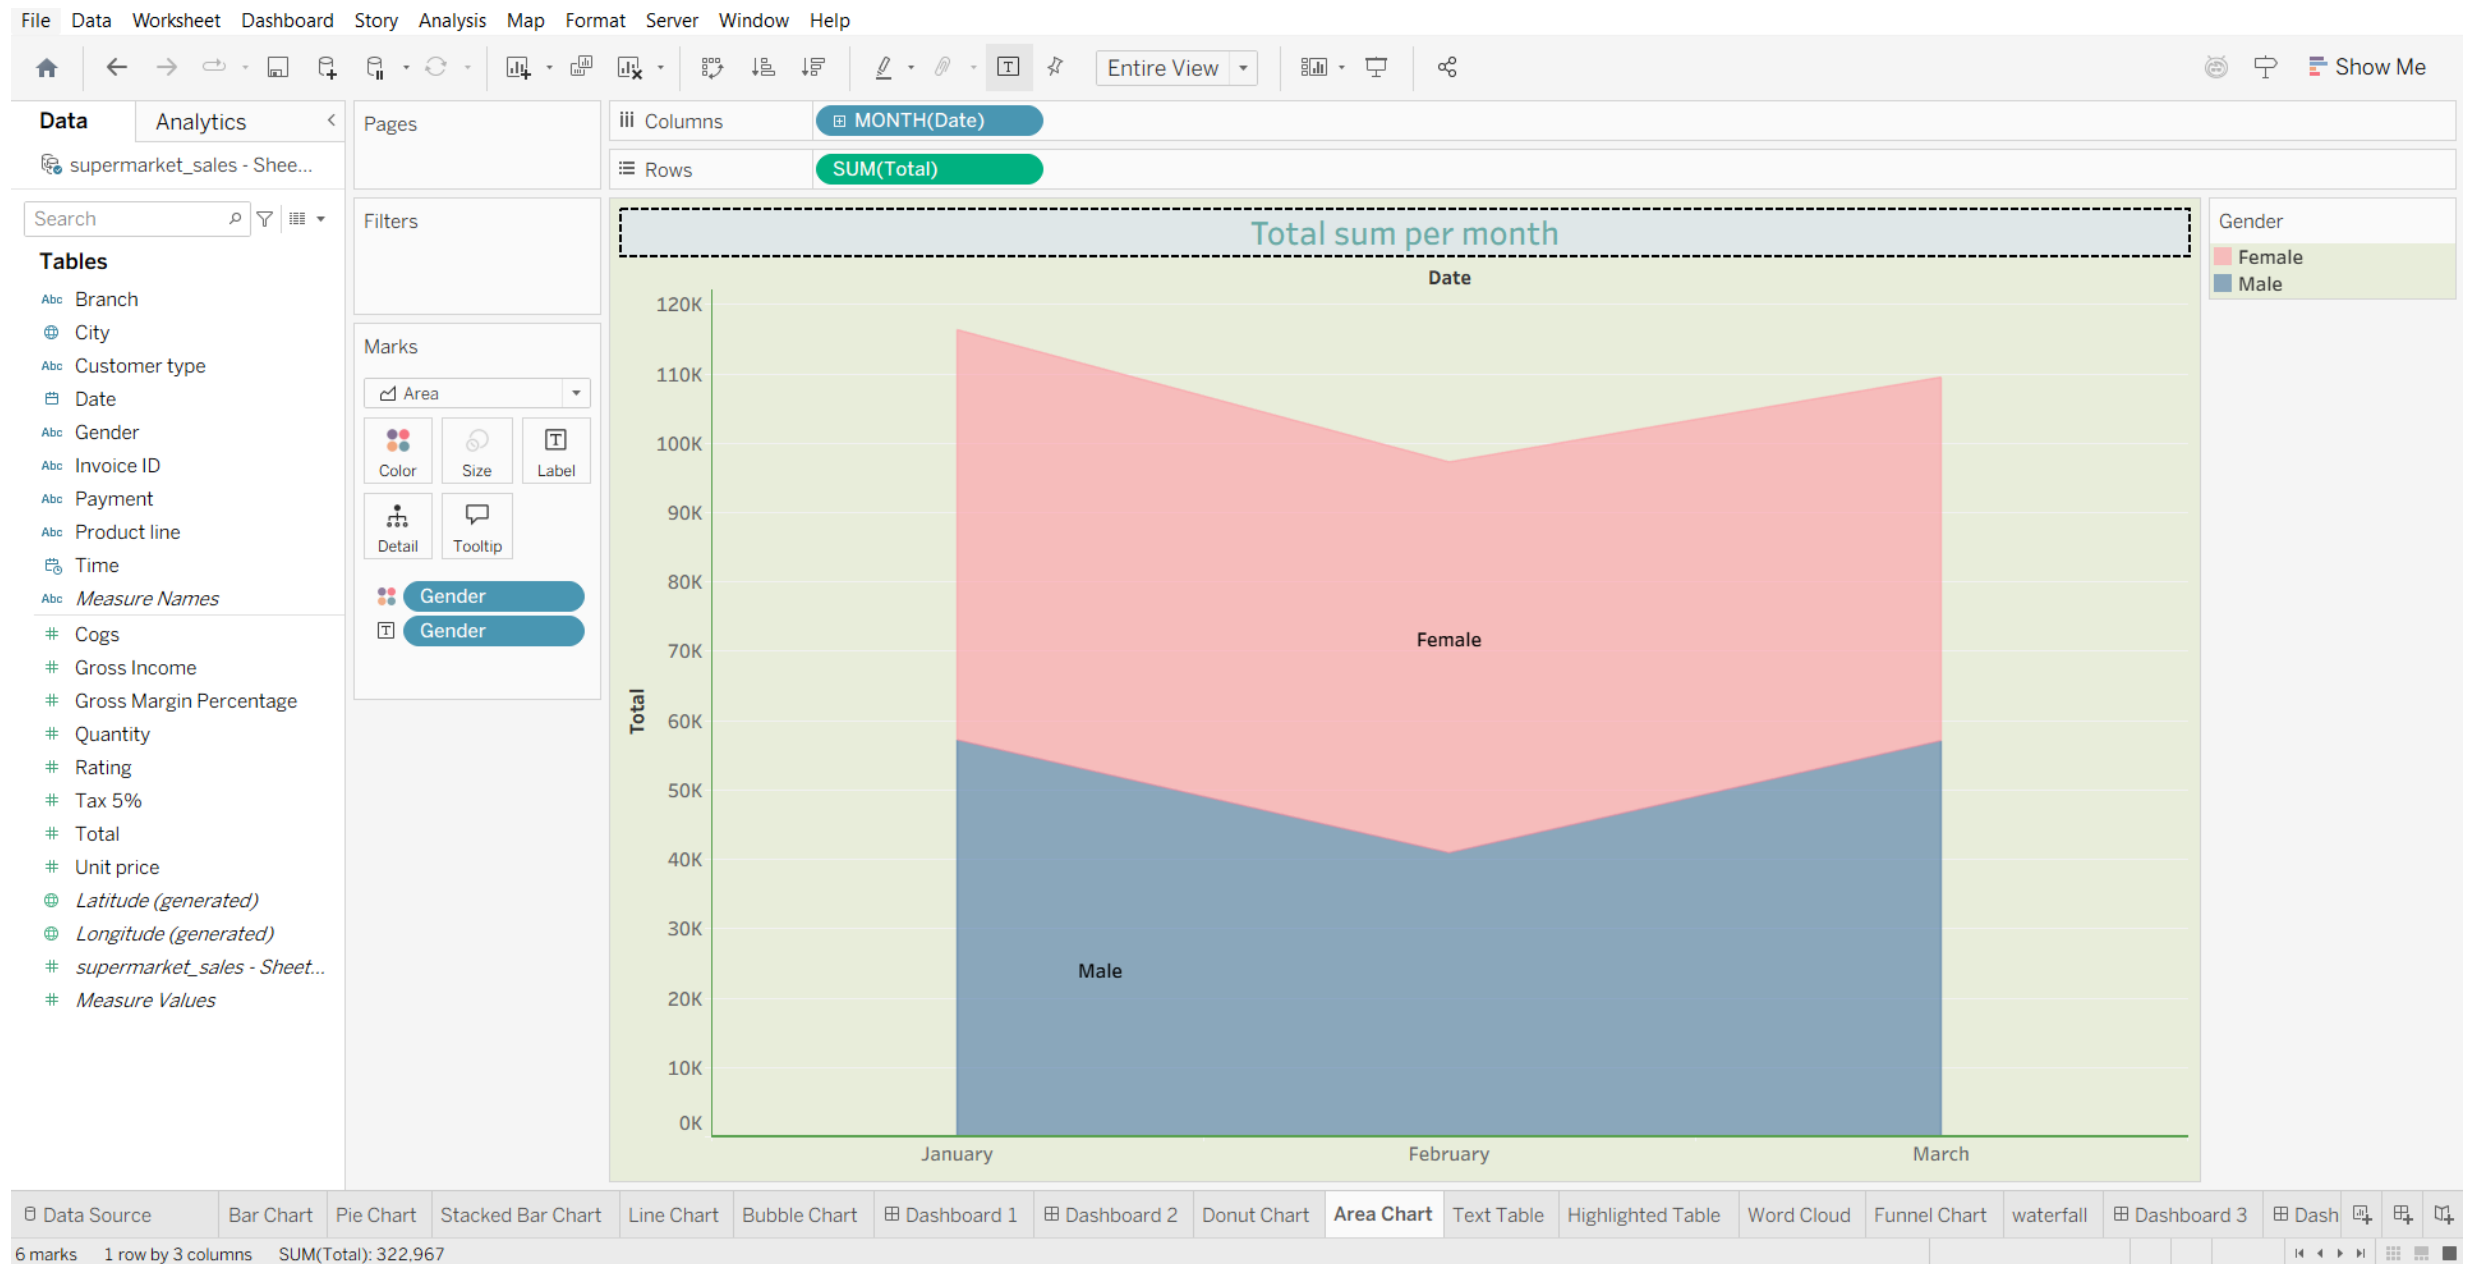 File Data Worksheet Dashboard Story Analysis Map Format Server Window Help
Entire View
Show Me
Data Analytics
supermarket_sales - Shee...
Search
Tables
Abc Branch
City
Abc Customer type
Date
Abc Gender
Abc Invoice ID
Abc Payment
Abc Product line
Time
Abc Measure Names
# Cogs
# Gross Income
# Gross Margin Percentage
# Quantity
# Rating
# Tax 5%
# Total
# Unit price
Latitude (generated)
Longitude (generated)
# supermarket_sales - Sheet...
# Measure Values
Pages
Filters
Marks
Area
Color Size Label
Detail Tooltip
Gender
Gender
Columns MONTH(Date)
Rows SUM(Total)
Total sum per month
Date
120K
110K
100K
90K
80K
70K
60K
50K
40K
30K
20K
10K
0K
Total
Female
Male
January February March
Gender
Female
Male
Data Source Bar Chart Pie Chart Stacked Bar Chart Line Chart Bubble Chart Dashboard 1 Dashboard 2 Donut Chart Area Chart Text Table Highlighted Table Word Cloud Funnel Chart waterfall Dashboard 3 Dash
6 marks 1 row by 3 columns SUM(Total): 322,967